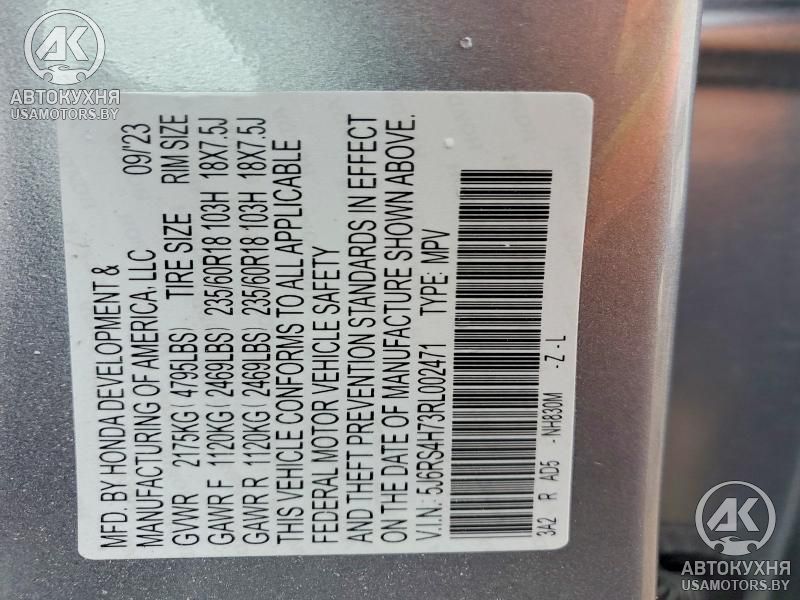 AK
АВТОКУХНЯ
USAMOTORS.BY
MFD. BY HONDA DEVELOPMENT &
MANUFACTURING OF AMERICA, LLC 09/'23
GVWR 2175KG (4795LBS) TIRE SIZE RIM SIZE
GAWR F 1120KG (2469LBS) 235/60R18 103H 18X7.5J
GAWR R 1120KG (2469LBS) 235/60R18 103H 18X7.5J
THIS VEHICLE CONFORMS TO ALL APPLICABLE
FEDERAL MOTOR VEHICLE SAFETY
AND THEFT PREVENTION STANDARDS IN EFFECT
ON THE DATE OF MANUFACTURE SHOWN ABOVE.
V.I.N.: 5J6RS4H73RL002471 TYPE: MPV
3A2 R AD5 -NH830M -Z-L
AK
АВТОКУХНЯ
USAMOTORS.BY